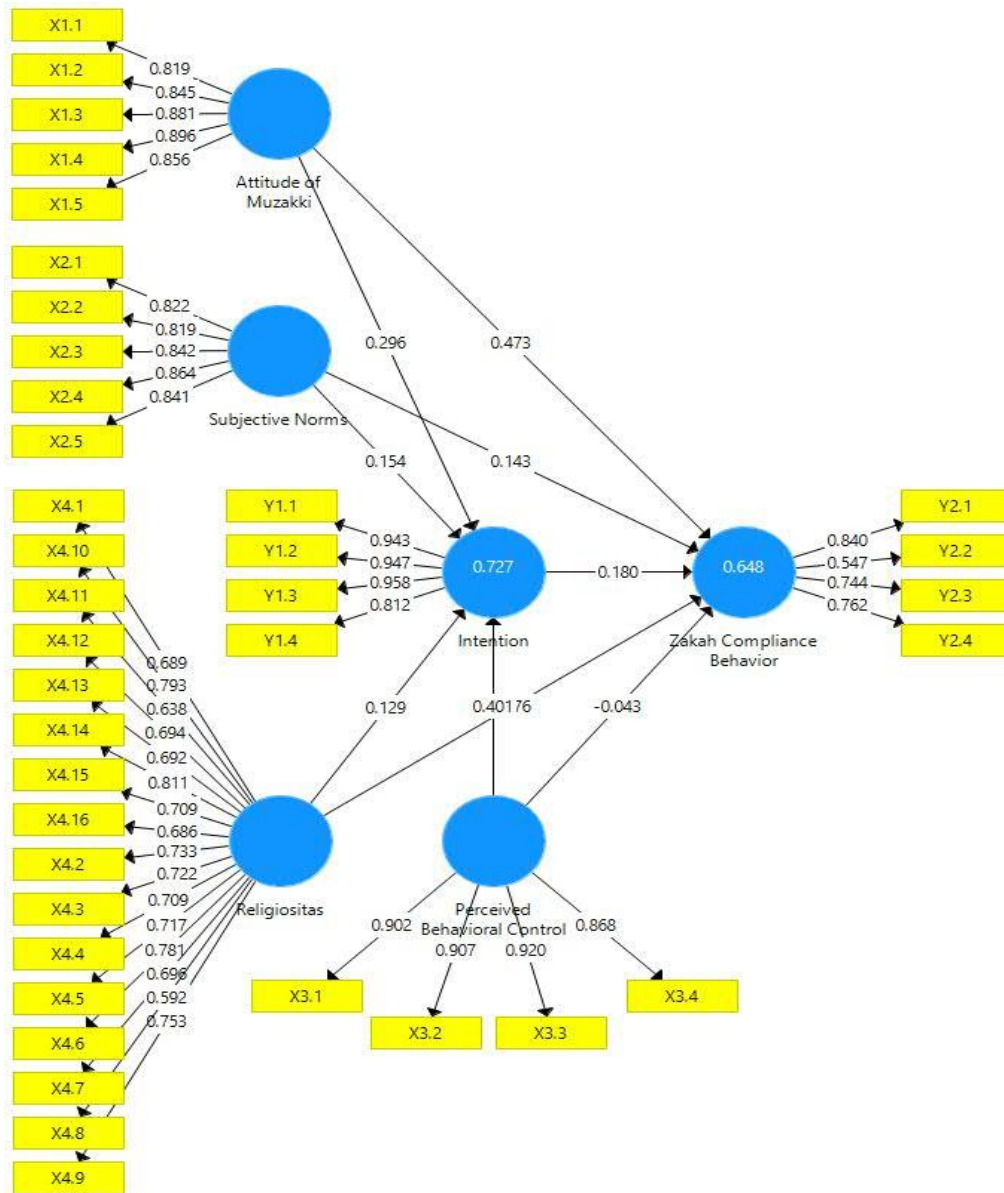 X1.1
X1.2
X1.3
X1.4
X1.5
0.819
0.845
0.881
0.896
0.856
Attitude of
Muzakki
X2.1
X2.2
X2.3
X2.4
X2.5
0.822
0.819
0.842
0.864
0.841
Subjective Norms
0.296
0.473
0.154
0.143
X4.1
X4.10
X4.11
X4.12
X4.13
X4.14
X4.15
X4.16
X4.2
X4.3
X4.4
X4.5
X4.6
X4.7
X4.8
X4.9
0.689
0.793
0.638
0.694
0.692
0.811
0.709
0.686
0.733
0.722
0.709
0.717
0.781
0.696
0.592
0.753
Religiositas
Y1.1
Y1.2
Y1.3
Y1.4
0.943
0.947
0.958
0.812
0.727
Intention
0.180
0.648
Zakah Compliance
Behavior
0.840
0.547
0.744
0.762
Y2.1
Y2.2
Y2.3
Y2.4
0.129
0.40176
-0.043
Perceived
Behavioral Control
0.902
0.907
0.920
0.868
X3.1
X3.2
X3.3
X3.4